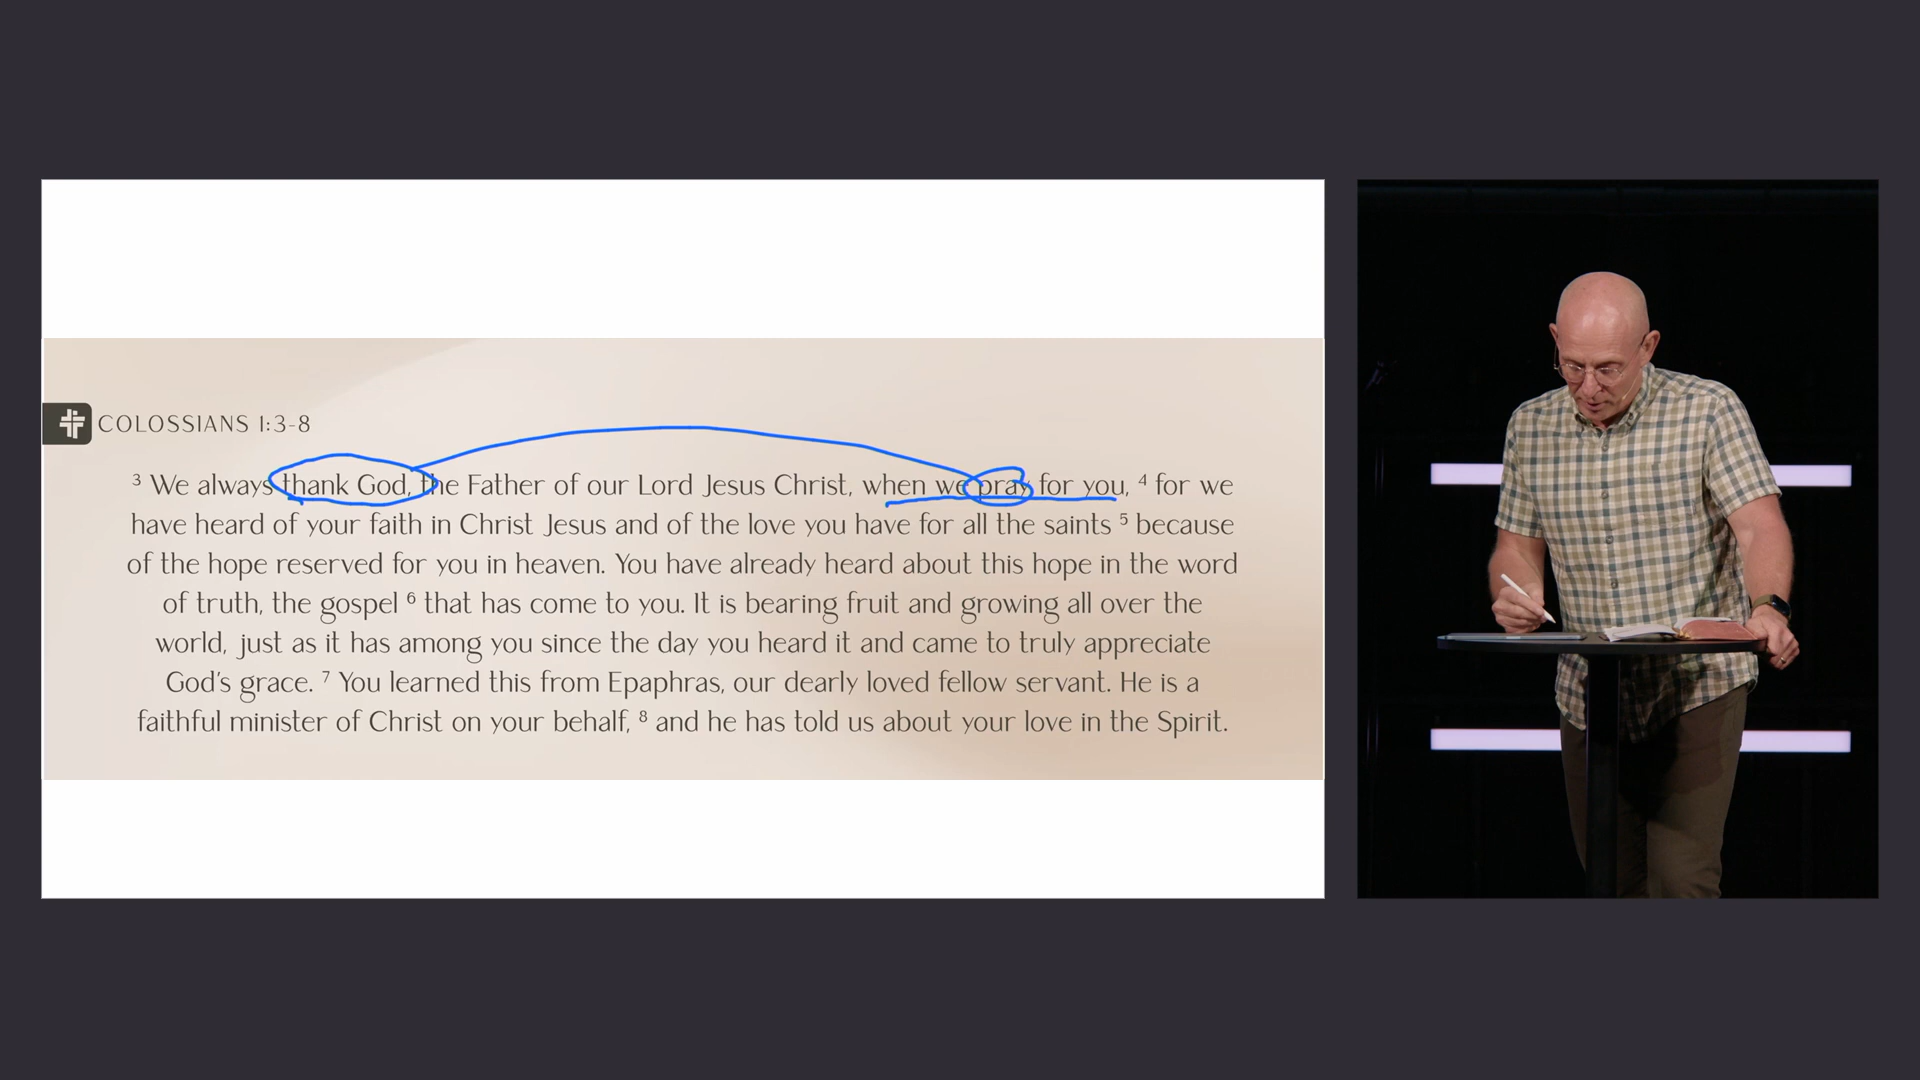 COLOSSIANS 1:3-8
³ We always thank God, the Father of our Lord Jesus Christ, when we pray for you, ⁴ for we
have heard of your faith in Christ Jesus and of the love you have for all the saints ⁵ because
of the hope reserved for you in heaven. You have already heard about this hope in the word
of truth, the gospel ⁶ that has come to you. It is bearing fruit and growing all over the
world, just as it has among you since the day you heard it and came to truly appreciate
God's grace. ⁷ You learned this from Epaphras, our dearly loved fellow servant. He is a
faithful minister of Christ on your behalf, ⁸ and he has told us about your love in the Spirit.